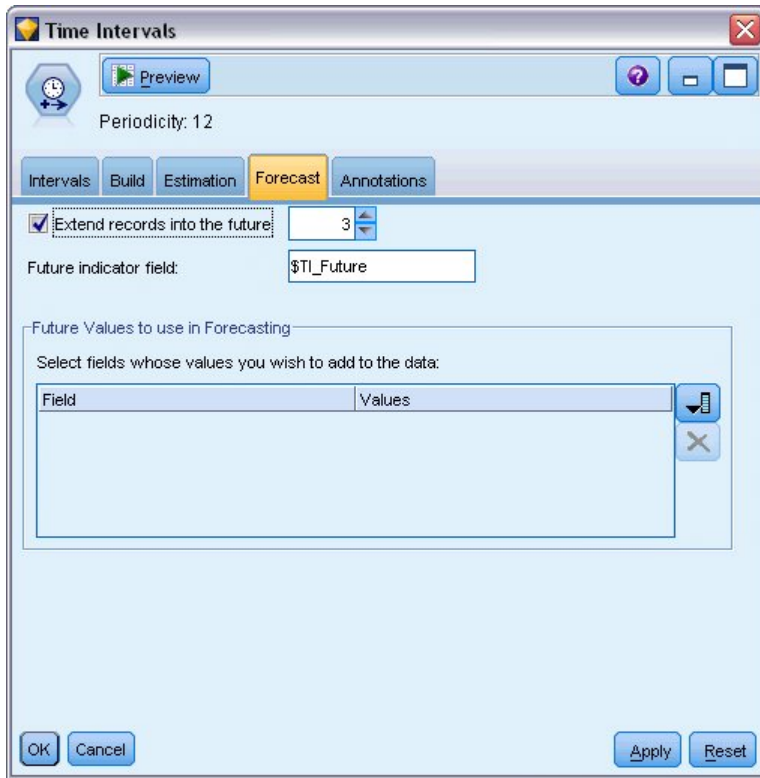 Time Intervals
Preview
?
Periodicity: 12
Intervals Build Estimation Forecast Annotations
Extend records into the future 3
Future indicator field: $TI_Future
Future Values to use in Forecasting
Select fields whose values you wish to add to the data:
Field Values
OK Cancel Apply Reset